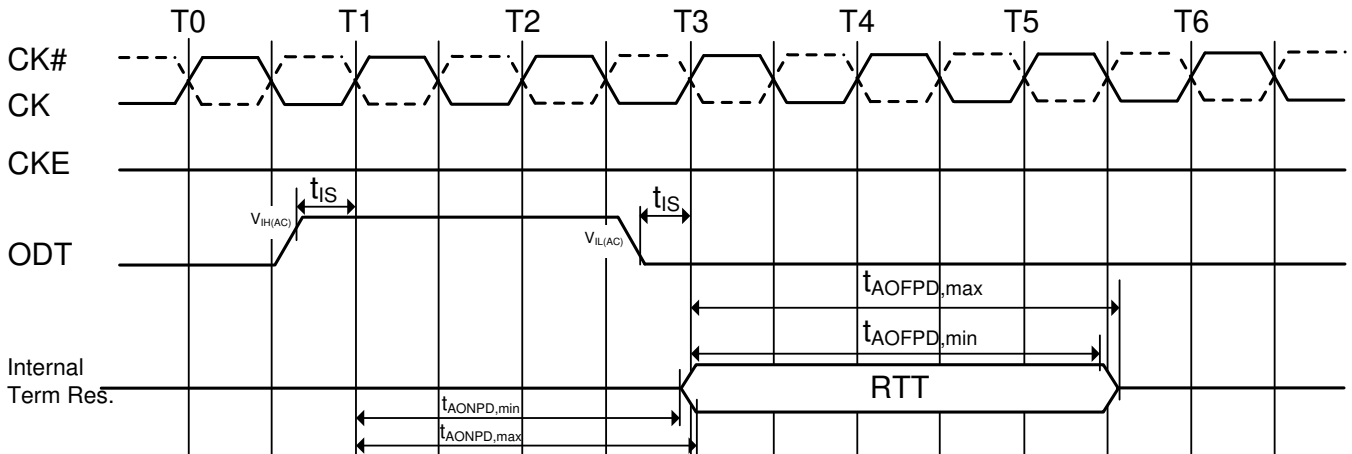 T0 T1 T2 T3 T4 T5 T6
CK#
CK
CKE
tIS tIS
VIH(AC) VIL(AC)
ODT
tAOFPD,max
tAOFPD,min
Internal
Term Res.
RTT
tAONPD,min
tAONPD,max